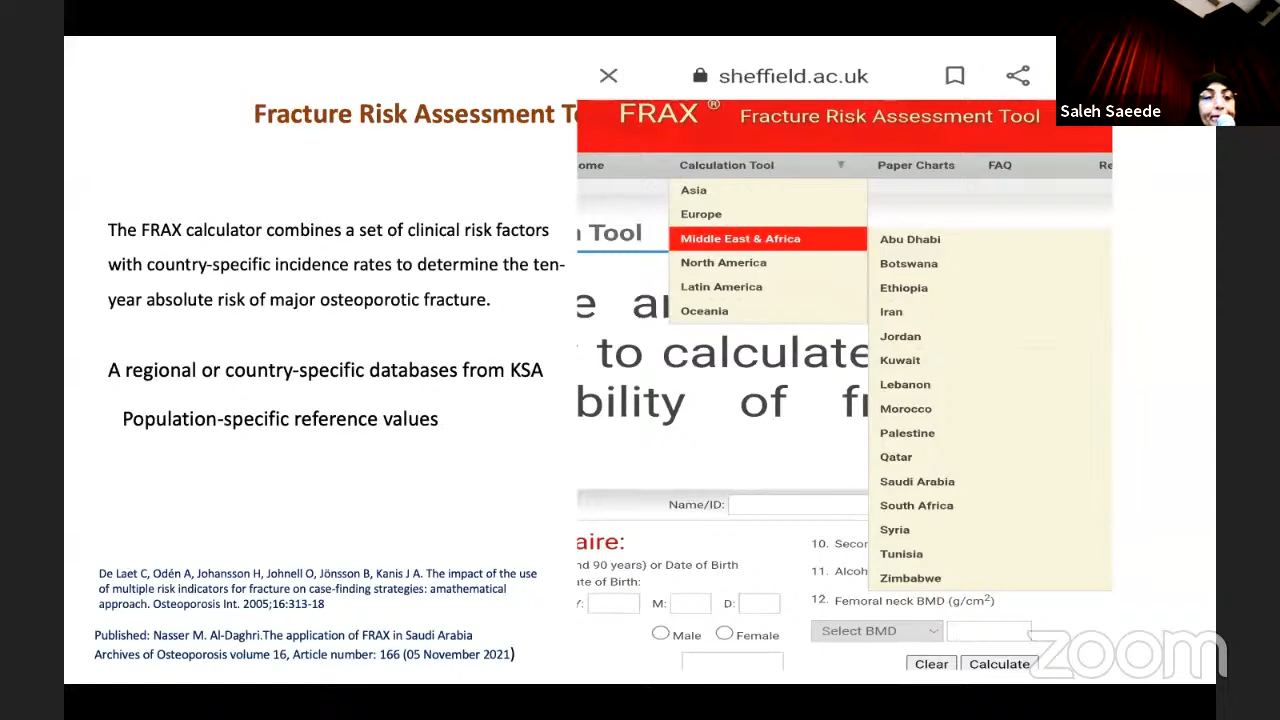 Fracture Risk Assessment T
The FRAX calculator combines a set of clinical risk factors
with country-specific incidence rates to determine the ten-
year absolute risk of major osteoporotic fracture.
A regional or country-specific databases from KSA
Population-specific reference values
De Laet C, Odén A, Johansson H, Johnell O, Jönsson B, Kanis J A. The impact of the use
of multiple risk indicators for fracture on case-finding strategies: amathematical
approach. Osteoporosis Int. 2005;16:313-18
Published: Nasser M. Al-Daghri.The application of FRAX in Saudi Arabia
Archives of Osteoporosis volume 16, Article number: 166 (05 November 2021)
sheffield.ac.uk
FRAX ® Fracture Risk Assessment Tool
ome Calculation Tool Paper Charts FAQ Re
Asia
Europe
Middle East & Africa
North America
Latin America
Oceania
Abu Dhabi
Botswana
Ethiopia
Iran
Jordan
Kuwait
Lebanon
Morocco
Palestine
Qatar
Saudi Arabia
South Africa
Syria
Tunisia
Zimbabwe
Tool
e a
to calculate
bility of f
Name/ID:
aire:
nd 90 years) or Date of Birth
ate of Birth:
Y: M: D:
Male Female
10. Secor
11. Alcoh
12. Femoral neck BMD (g/cm²)
Select BMD
Clear Calculate
Saleh Saeede
zoom